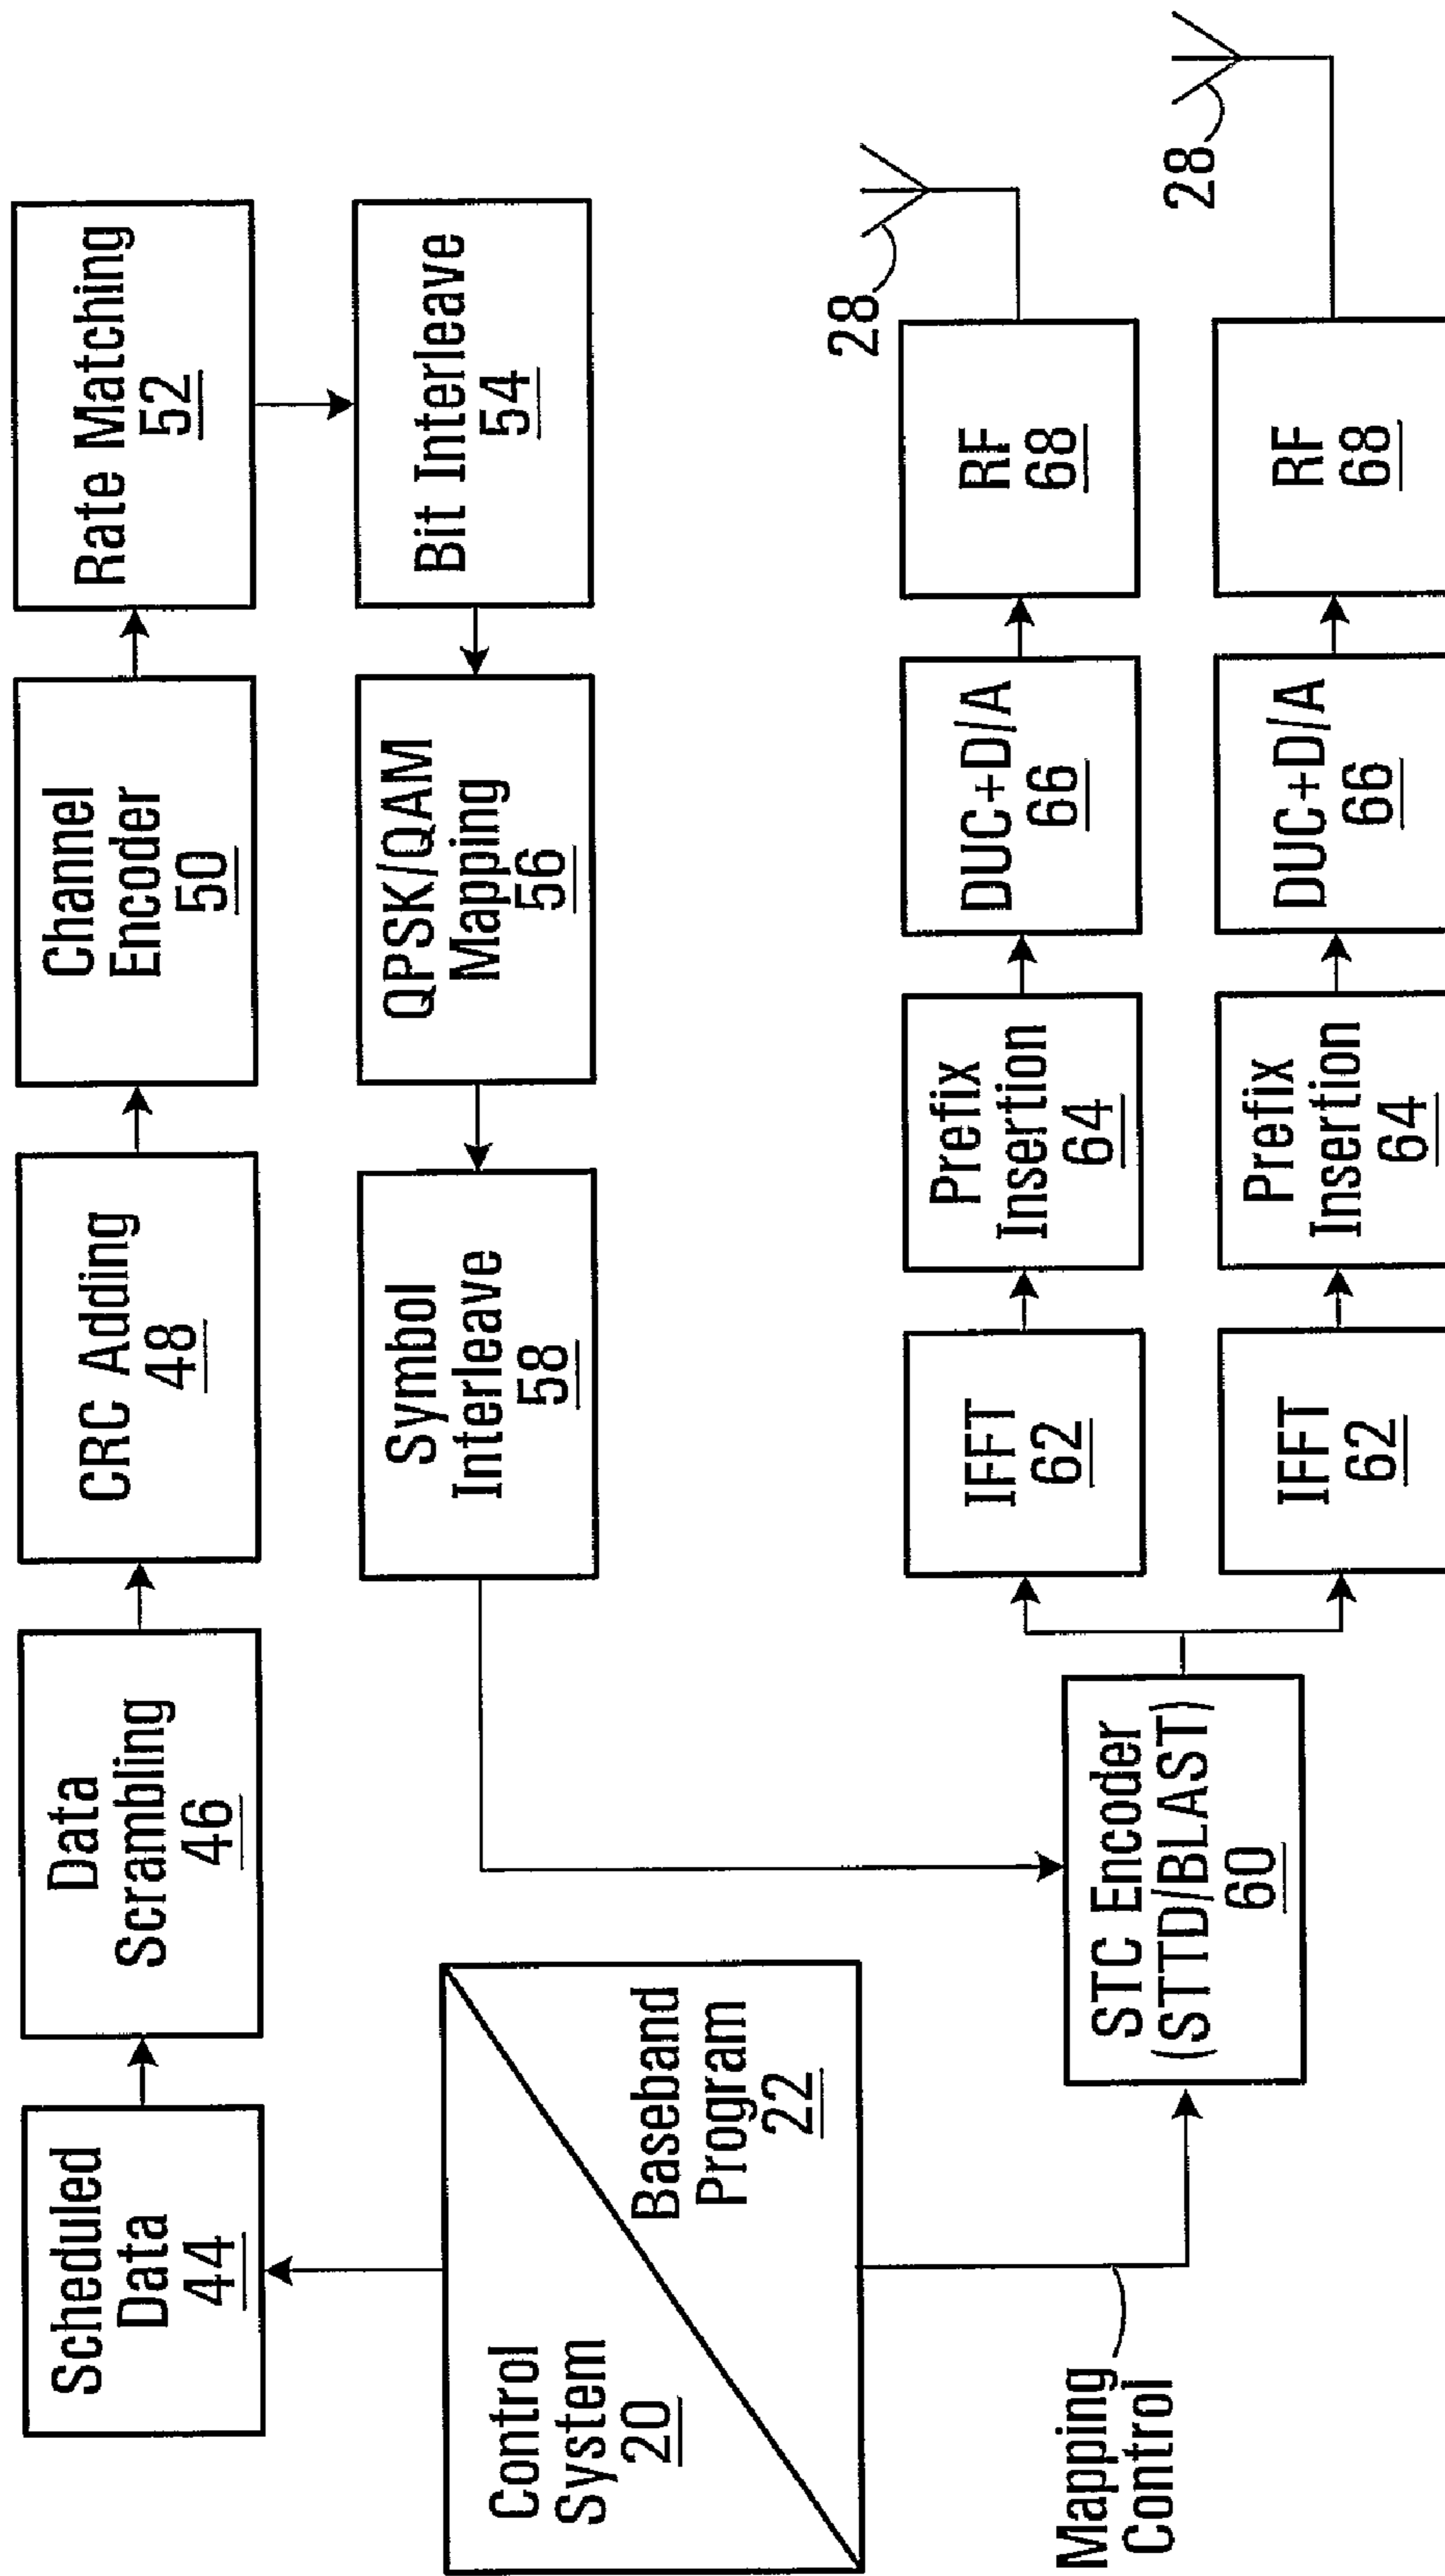 Scheduled
Data
44
Data
Scrambling
46
CRC Adding
48
Channel
Encoder
50
Rate Matching
52
Bit Interleave
54
QPSK/QAM
Mapping
56
Symbol
Interleave
58
Control
System
20
Baseband
Program
22
Mapping
Control
STC Encoder
(STTD/BLAST)
60
IFFT
62
Prefix
Insertion
64
DUC+D/A
66
RF
68
28
IFFT
62
Prefix
Insertion
64
DUC+D/A
66
RF
68
28